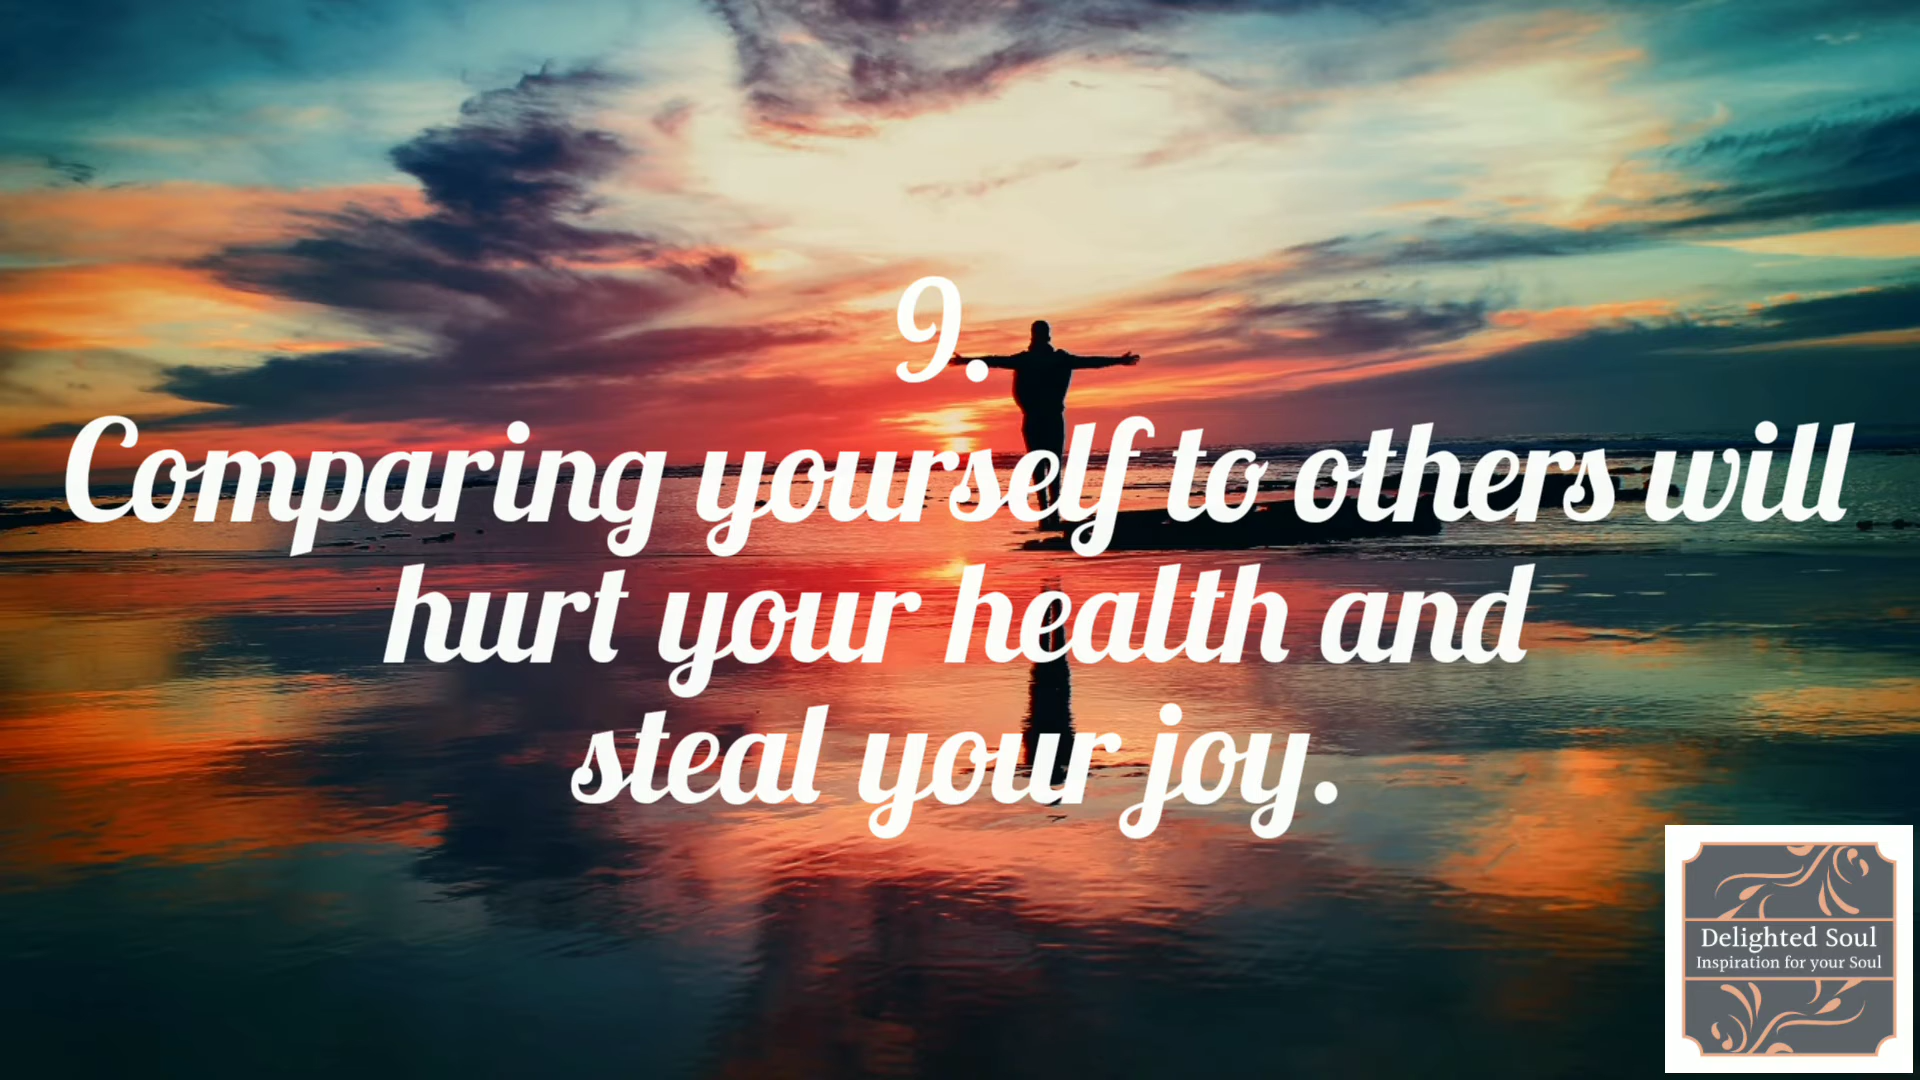 9.
Comparing yourself to others will
hurt your health and
steal your joy.
Delighted Soul
Inspiration for your Soul